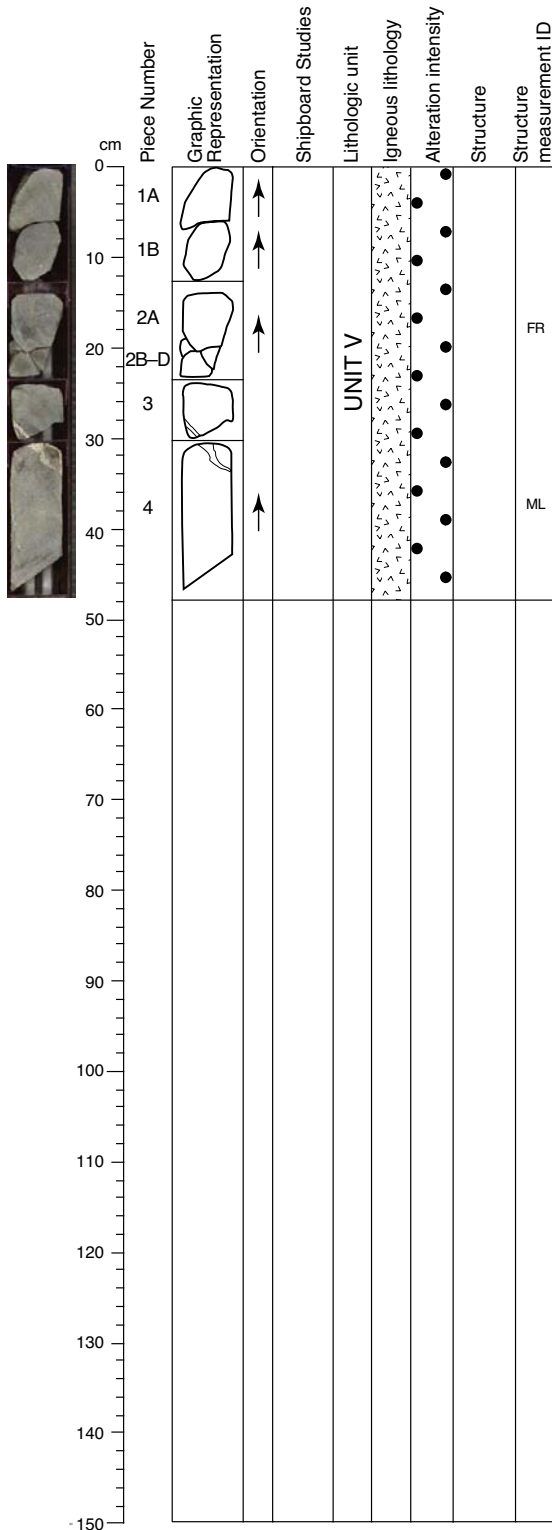 cm
Piece Number
Graphic
Representation
Orientation
Shipboard Studies
Lithologic unit
Igneous lithology
Alteration intensity
Structure
Structure
measurement ID
0
1A
1B
10
2A
FR
20
2B–D
UNIT V
3
30
4
ML
40
50
60
70
80
90
100
110
120
130
140
150